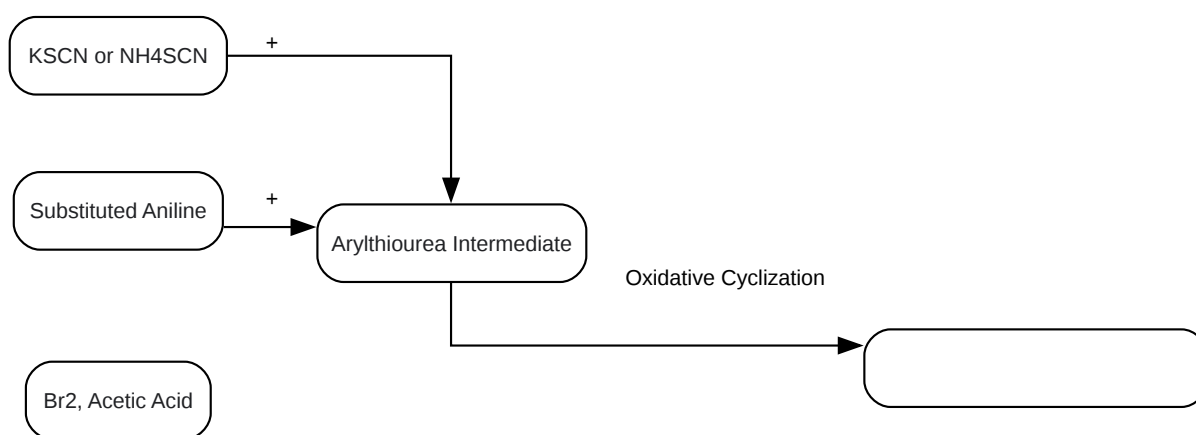 KSCN or NH4SCN
+
Substituted Aniline
+
Arylthiourea Intermediate
Oxidative Cyclization
Br2, Acetic Acid